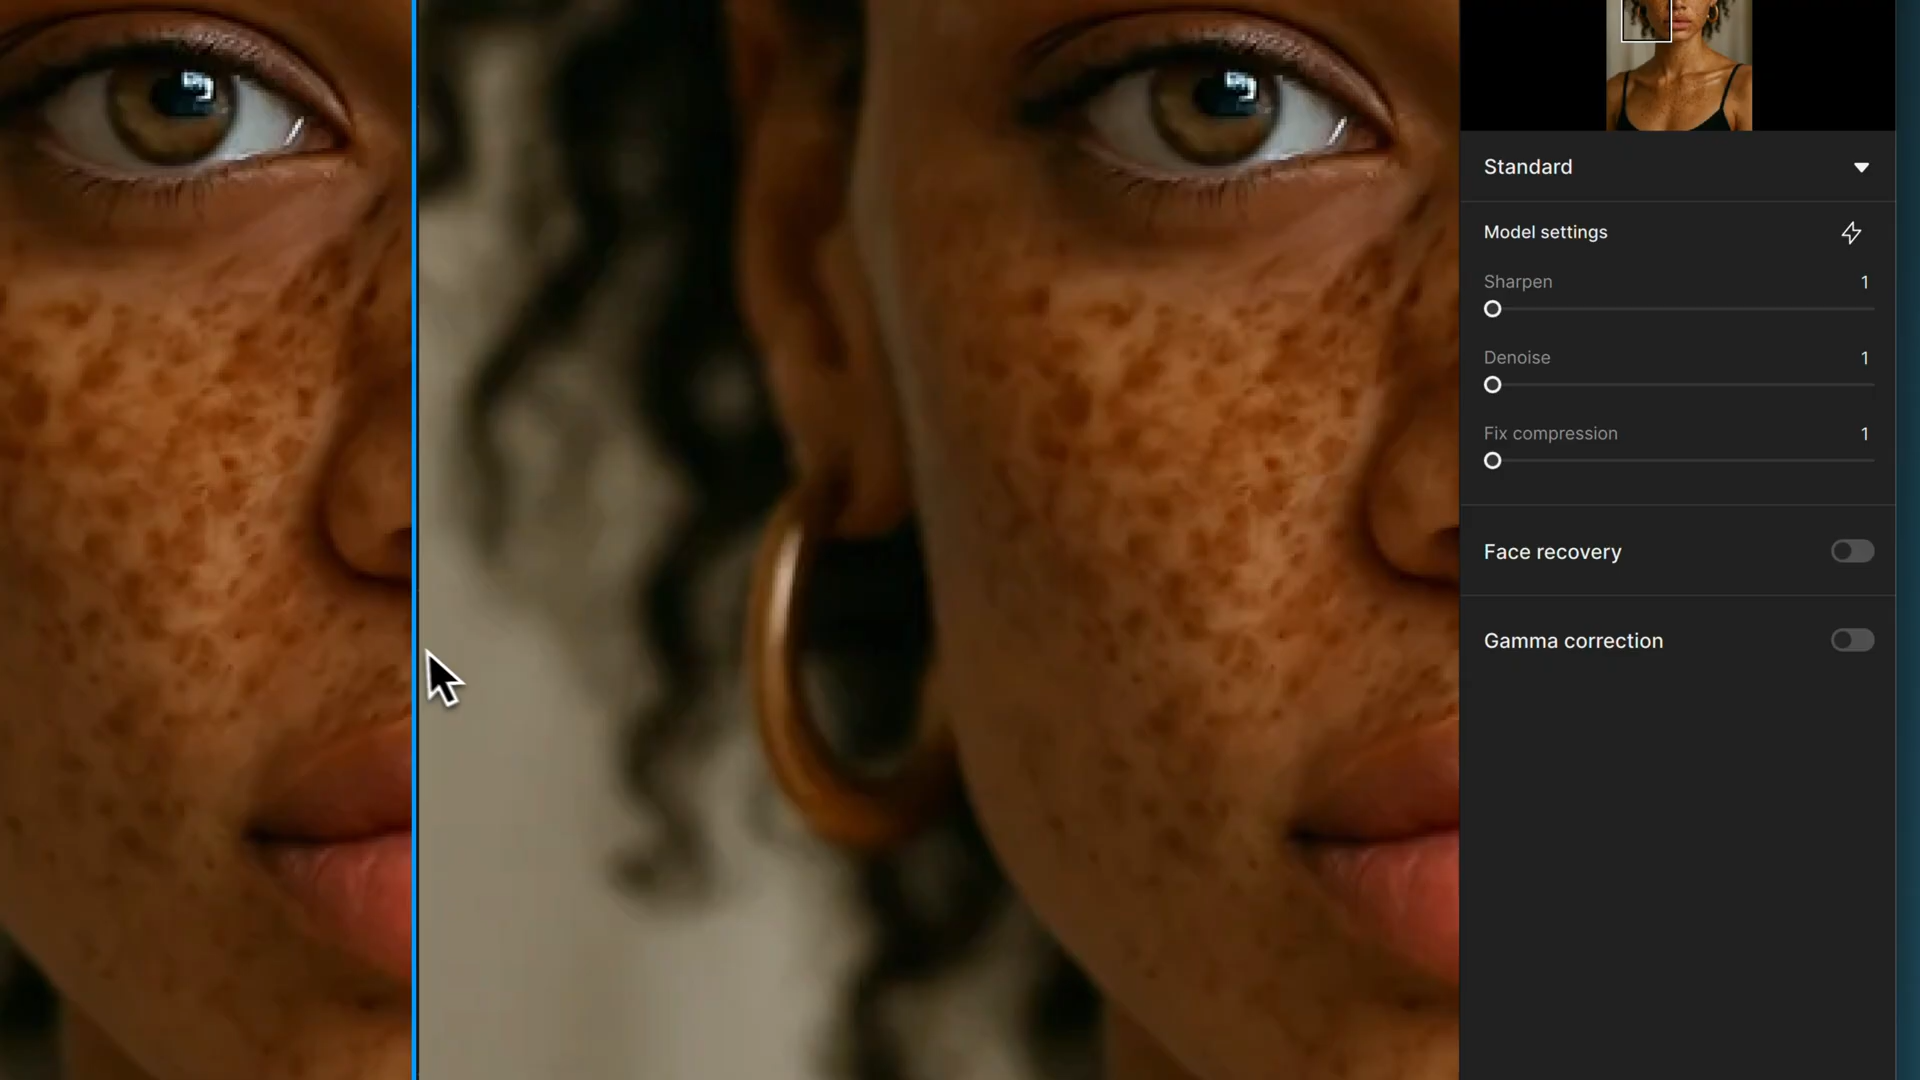 Standard
Model settings
Sharpen 1
Denoise 1
Fix compression 1
Face recovery
Gamma correction